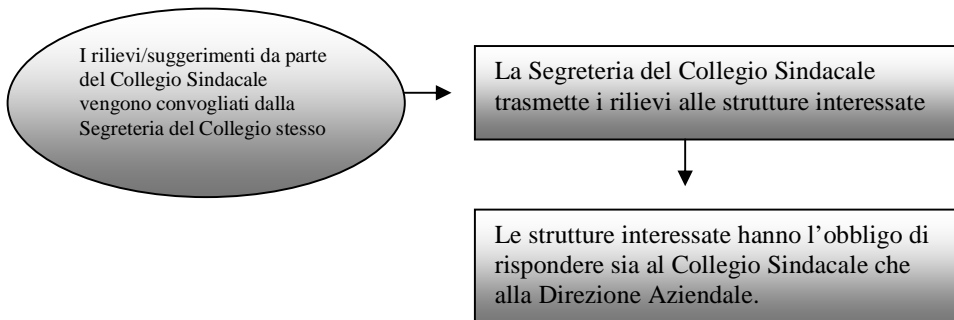 I rilievi/suggerimenti da parte
del Collegio Sindacale
vengono convogliati dalla
Segreteria del Collegio stesso
La Segreteria del Collegio Sindacale
trasmette i rilievi alle strutture interessate
Le strutture interessate hanno l’obbligo di
rispondere sia al Collegio Sindacale che
alla Direzione Aziendale.